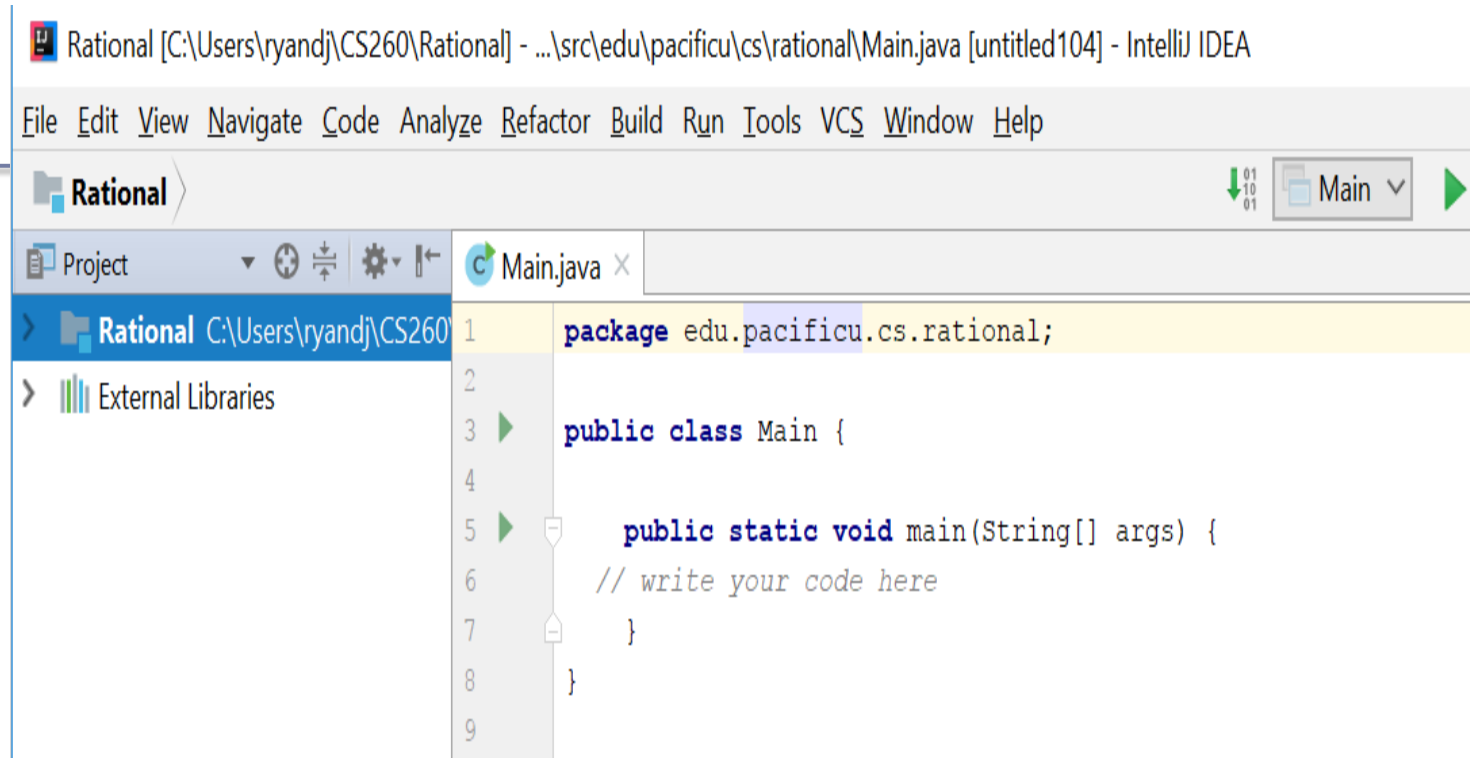 Rational [C:\Users\ryandj\CS260\Rational] - ...\src\edu\pacificu\cs\rational\Main.java [untitled104] - IntelliJ IDEA
File Edit View Navigate Code Analyze Refactor Build Run Tools VCS Window Help
Rational
Main
Project
Main.java
Rational C:\Users\ryandj\CS260\
External Libraries
1 package edu.pacificu.cs.rational;
2
3 public class Main {
4
5 public static void main(String[] args) {
6 // write your code here
7 }
8 }
9